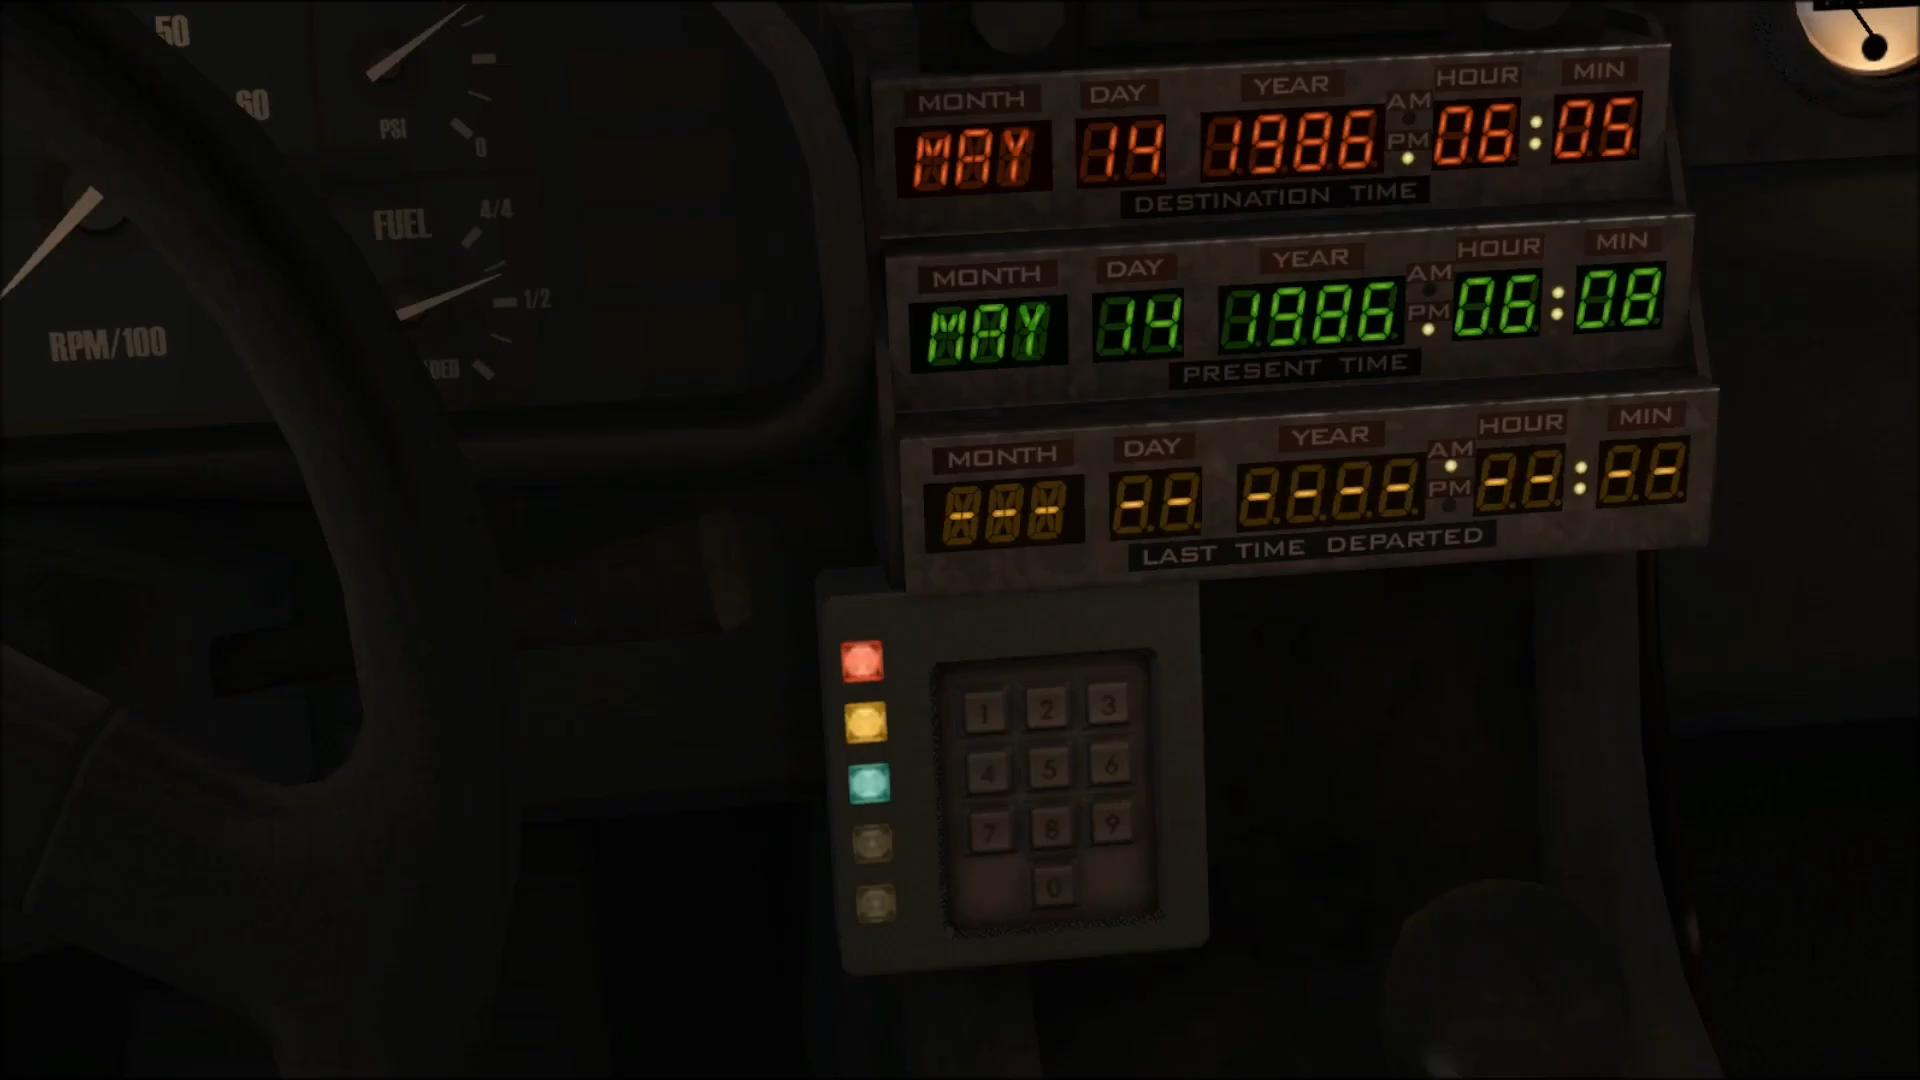 50
60
PSI
0
FUEL
4/4
1/2
RPM/100
MONTH DAY YEAR AM PM HOUR MIN
MAY 14 1986 06:05
DESTINATION TIME
MONTH DAY YEAR AM PM HOUR MIN
MAY 14 1986 06:08
PRESENT TIME
MONTH DAY YEAR AM PM HOUR MIN
--- -- ---- --:--
LAST TIME DEPARTED
1 2 3
4 5 6
7 8 9
0